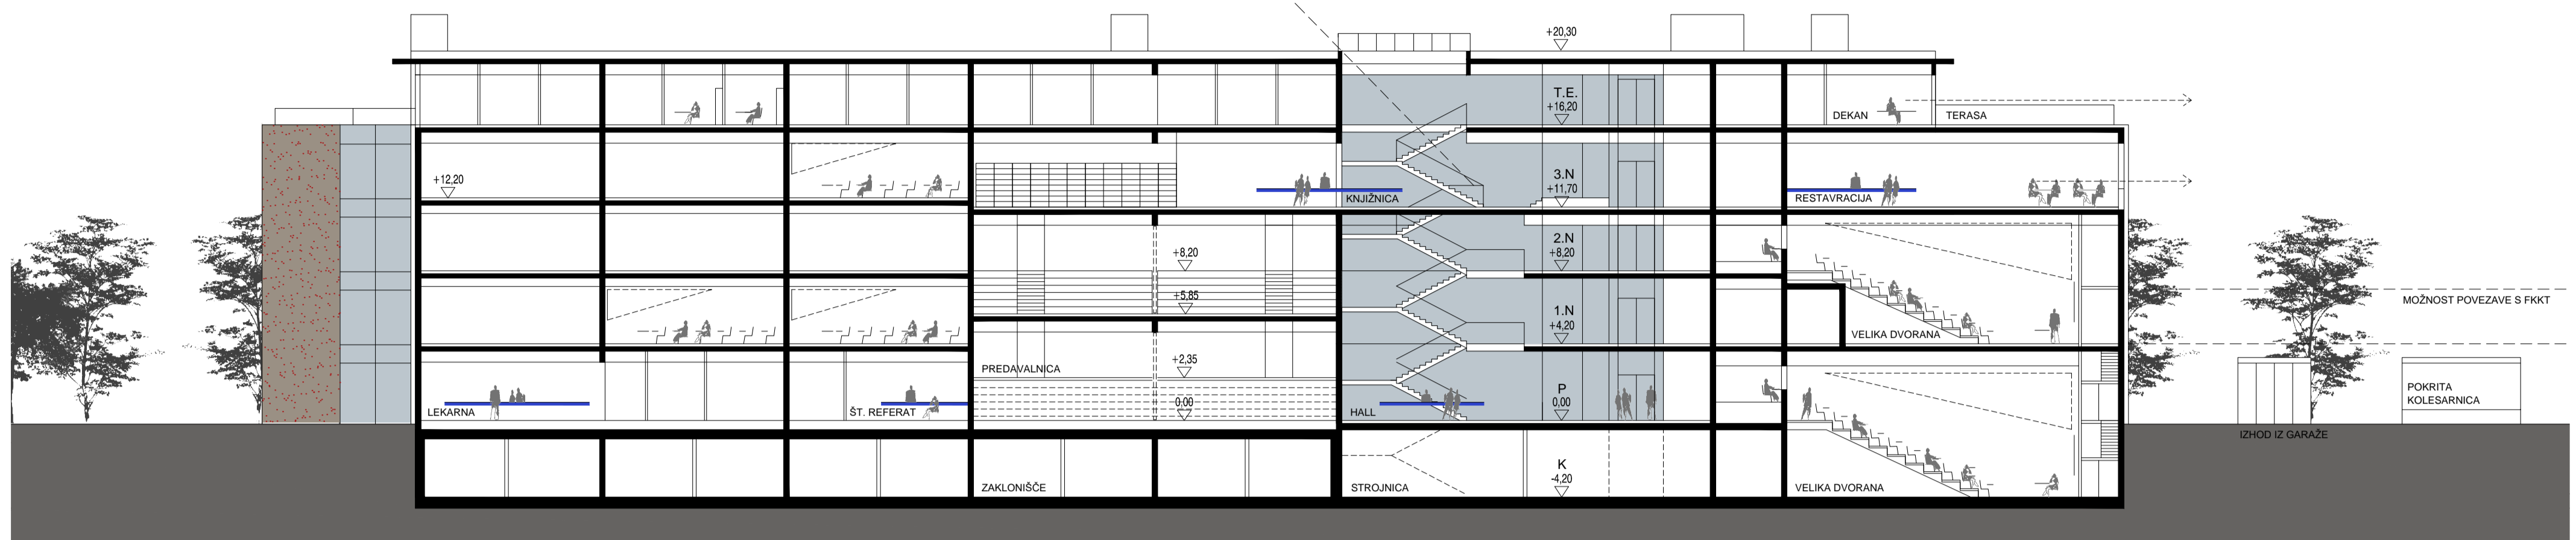 +20,30
T.E.
+16,20
DEKAN
TERASA
+12,20
3.N
+11,70
KNJIŽNICA
RESTAVRACIJA
2.N
+8,20
+8,20
+5,85
1.N
+4,20
MOŽNOST POVEZAVE S FKKT
VELIKA DVORANA
+2,35
PREDAVALNICA
P
0,00
0,00
LEKARNA
ŠT. REFERAT
HALL
POKRITA
KOLESARNICA
IZHOD IZ GARAŽE
K
-4,20
ZAKLONIŠČE
STROJNICA
VELIKA DVORANA